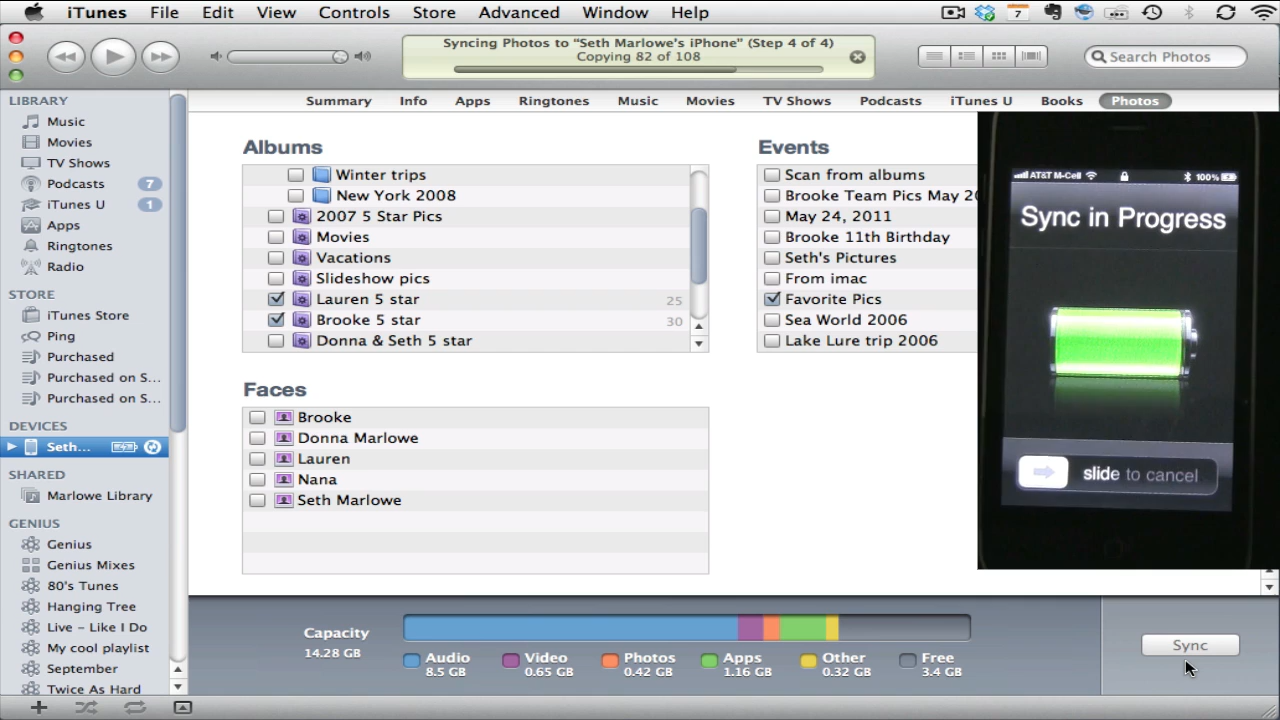 iTunes File Edit View Controls Store Advanced Window Help
7
Syncing Photos to "Seth Marlowe's iPhone" (Step 4 of 4)
Copying 82 of 108
Search Photos
Summary Info Apps Ringtones Music Movies TV Shows Podcasts iTunes U Books Photos
LIBRARY
Music
Movies
TV Shows
Podcasts 7
iTunes U 1
Apps
Ringtones
Radio
STORE
iTunes Store
Ping
Purchased
Purchased on S...
Purchased on S...
DEVICES
Seth...
SHARED
Marlowe Library
GENIUS
Genius
Genius Mixes
80's Tunes
Hanging Tree
Live – Like I Do
My cool playlist
September
Twice As Hard
Albums
Winter trips
New York 2008
2007 5 Star Pics
Movies
Vacations
Slideshow pics
Lauren 5 star 25
Brooke 5 star 30
Donna & Seth 5 star
Faces
Brooke
Donna Marlowe
Lauren
Nana
Seth Marlowe
Events
Scan from albums
Brooke Team Pics May 20
May 24, 2011
Brooke 11th Birthday
Seth's Pictures
From imac
Favorite Pics
Sea World 2006
Lake Lure trip 2006
AT&T M-Cell 100%
Sync in Progress
slide to cancel
Capacity
14.28 GB
Audio
8.5 GB
Video
0.65 GB
Photos
0.42 GB
Apps
1.16 GB
Other
0.32 GB
Free
3.4 GB
Sync